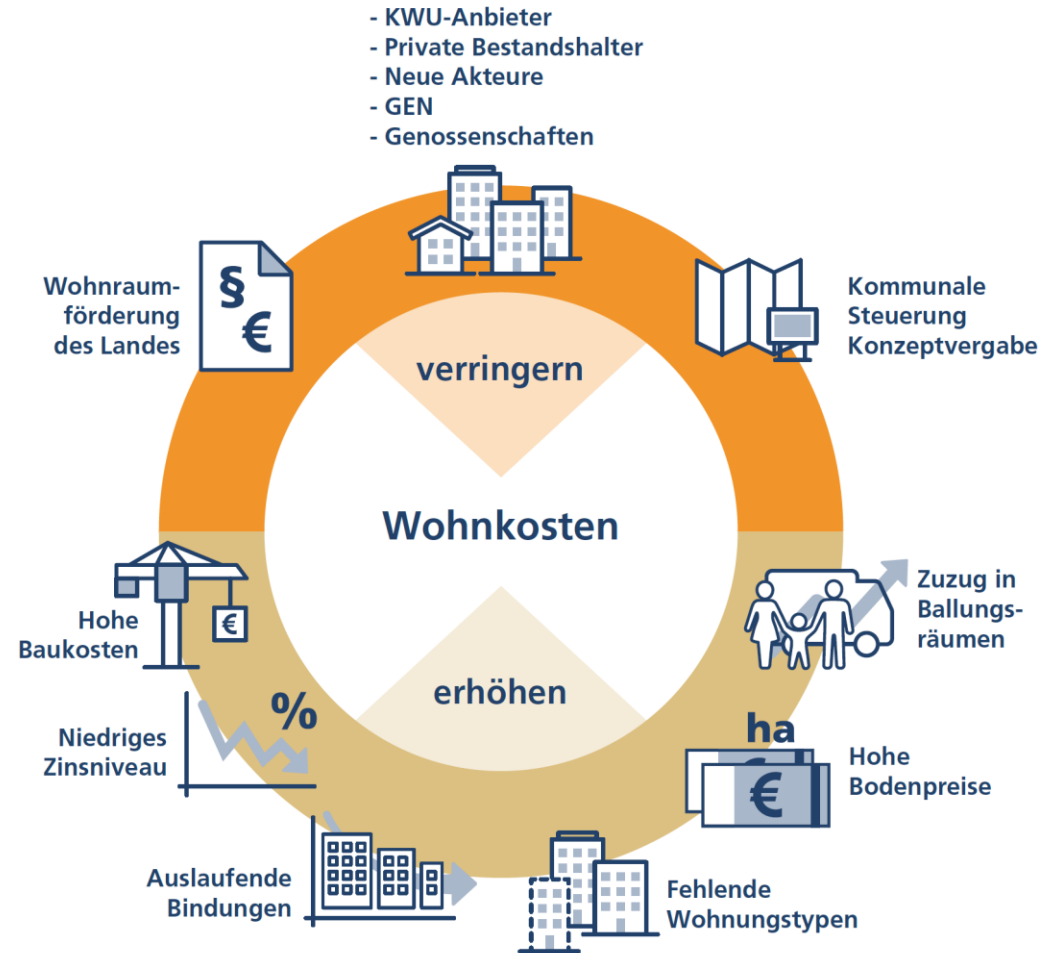 - KWU-Anbieter
- Private Bestandshalter
- Neue Akteure
- GEN
- Genossenschaften
Wohnraum-
förderung
des Landes
§
€
Kommunale
Steuerung
Konzeptvergabe
verringern
Wohnkosten
erhöhen
Hohe
Baukosten
€
Zuzug in
Ballungs-
räumen
Niedriges
Zinsniveau
%
ha
€
Hohe
Bodenpreise
Auslaufende
Bindungen
Fehlende
Wohnungstypen